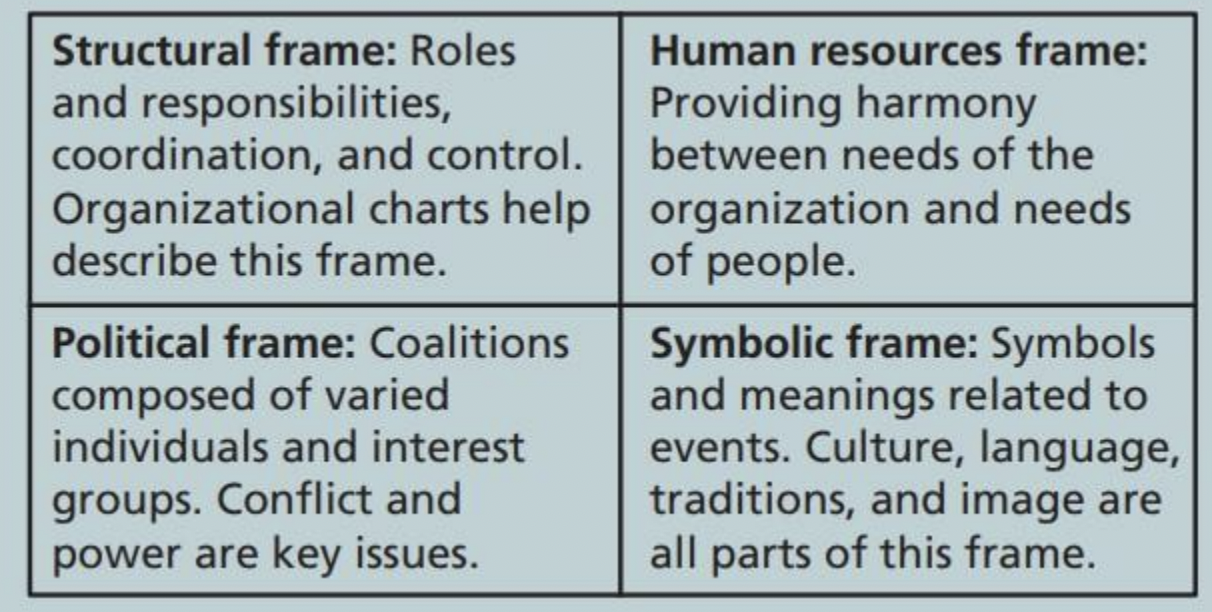 Structural frame: Roles
and responsibilities,
coordination, and control.
Organizational charts help
describe this frame.
Human resources frame:
Providing harmony
between needs of the
organization and needs
of people.
Political frame: Coalitions
composed of varied
individuals and interest
groups. Conflict and
power are key issues.
Symbolic frame: Symbols
and meanings related to
events. Culture, language,
traditions, and image are
all parts of this frame.